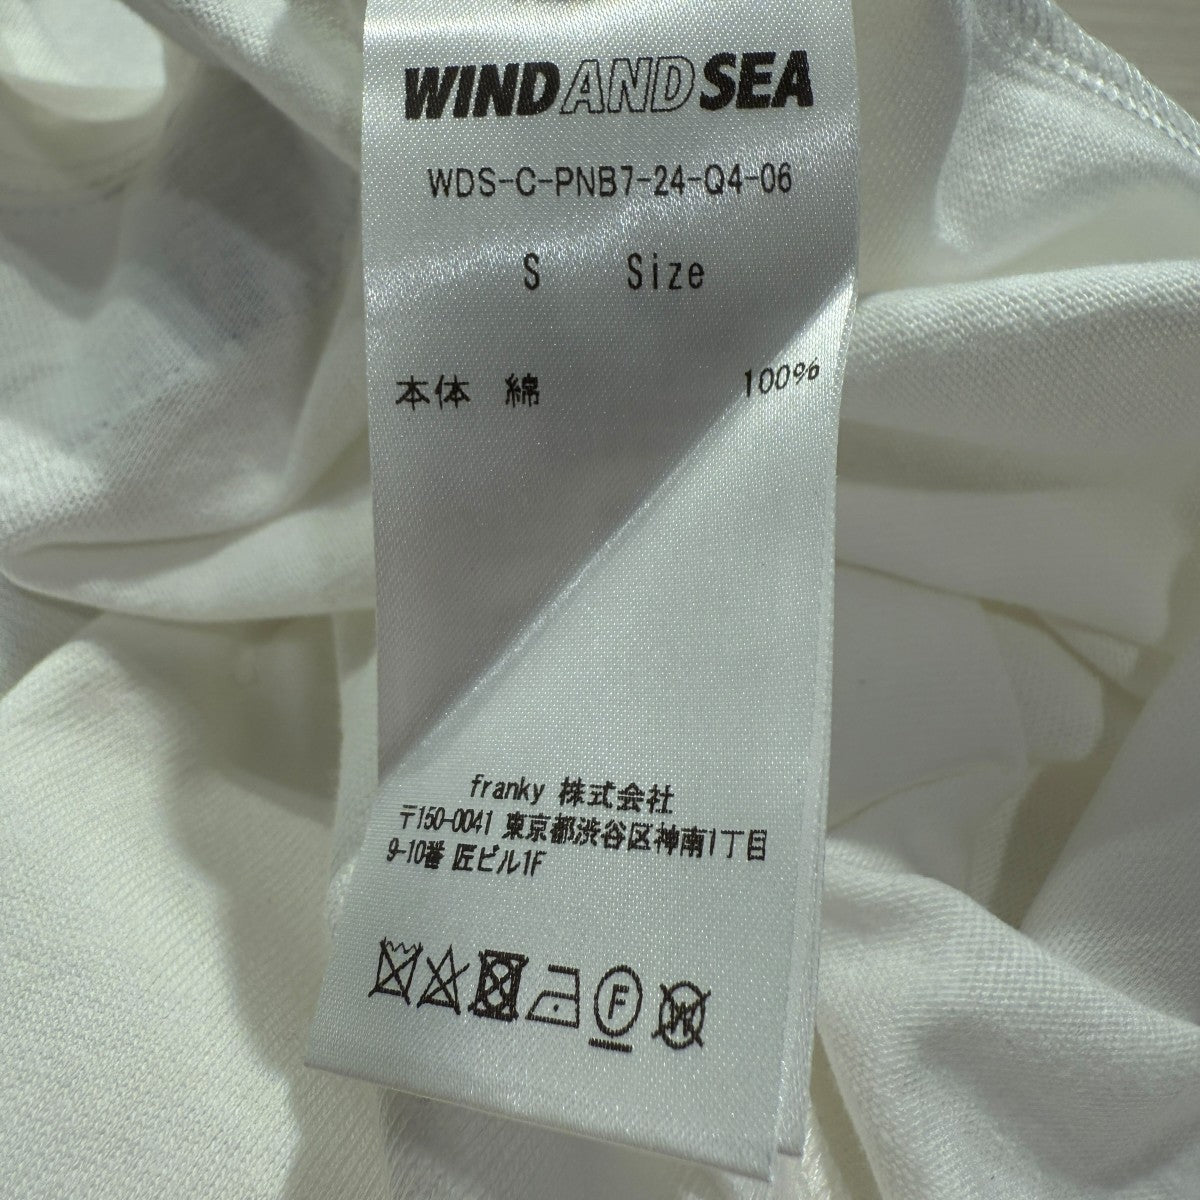 WIND AND SEA
WDS-C-PNB7-24-Q4-06
S Size
本体 綿 100%
franky 株式会社
〒150-0041 東京都渋谷区神南1丁目
9-10番 匠ビル1F
F
W